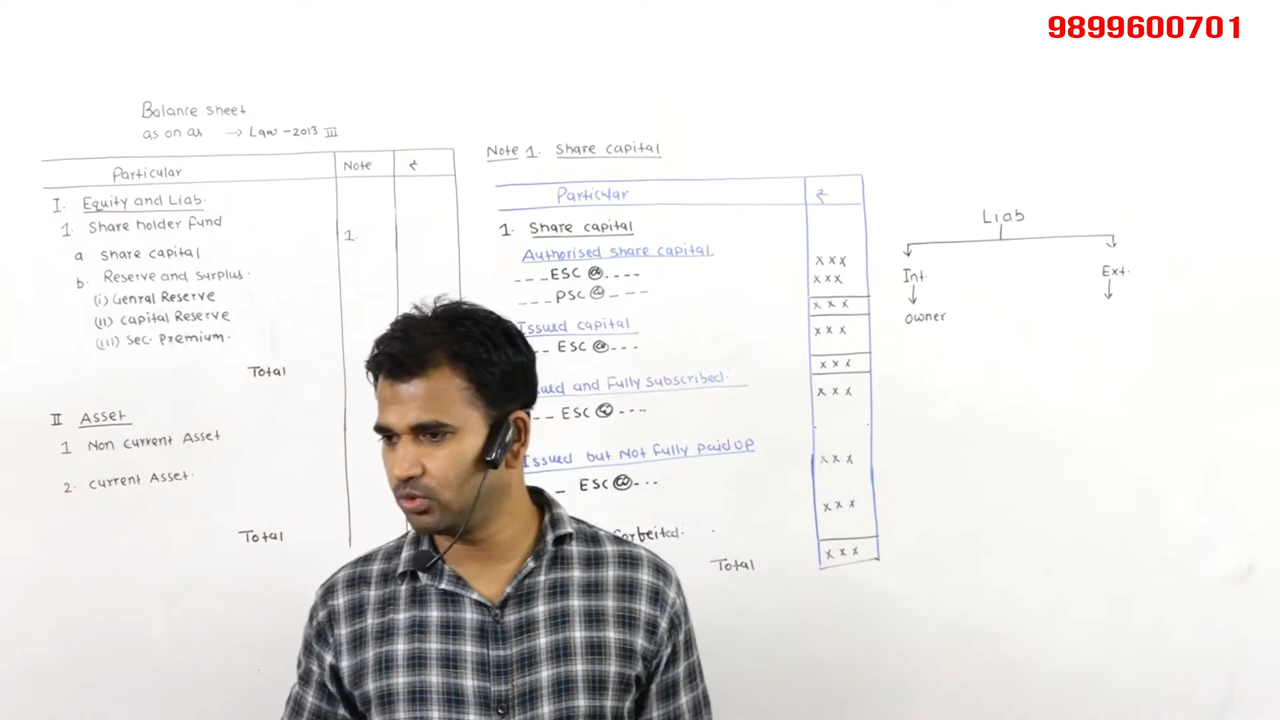 9899600701
Balance sheet
as on as → Law -2013 III
Particular Note ₹
I. Equity and Liab.
1. Share holder fund
a. share capital 1.
b. Reserve and surplus.
(i) Genral Reserve
(ii) capital Reserve
(iii) Sec. Premium.
Total
II Asset
1 Non current Asset
2. current Asset.
Total
Note 1. Share capital
Particular ₹
1. Share capital
Authorised share capital xxx
---ESC @---- xxx
---PSC @--- xxx
Issued capital xxx
-- ESC @---
xxx
and Fully subscribed. xxx
-- ESC @---
Issued but Not Fully paid up xxx
- ESC @---
xxx
Total xxx
Liab
Int. Ext.
owner